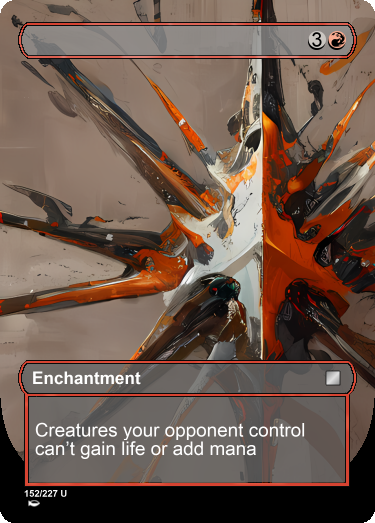 3
Enchantment
Creatures your opponent control
can't gain life or add mana
152/227 U